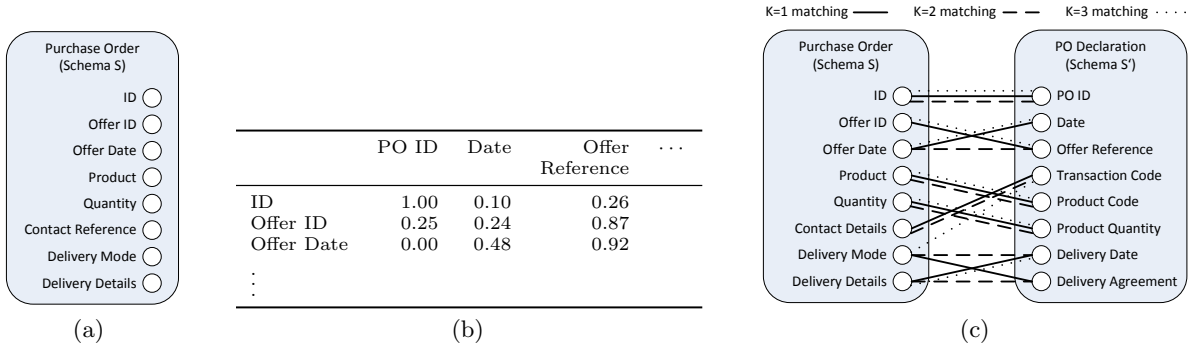 K=1 matching K=2 matching K=3 matching
Purchase Order
(Schema S)
ID
Offer ID
Offer Date
Product
Quantity
Contact Reference
Delivery Mode
Delivery Details
(a)
PO ID Date Offer ···
Reference
ID 1.00 0.10 0.26
Offer ID 0.25 0.24 0.87
Offer Date 0.00 0.48 0.92
⋮
(b)
Purchase Order
(Schema S)
ID
Offer ID
Offer Date
Product
Quantity
Contact Details
Delivery Mode
Delivery Details
PO Declaration
(Schema S‘)
PO ID
Date
Offer Reference
Transaction Code
Product Code
Product Quantity
Delivery Date
Delivery Agreement
(c)